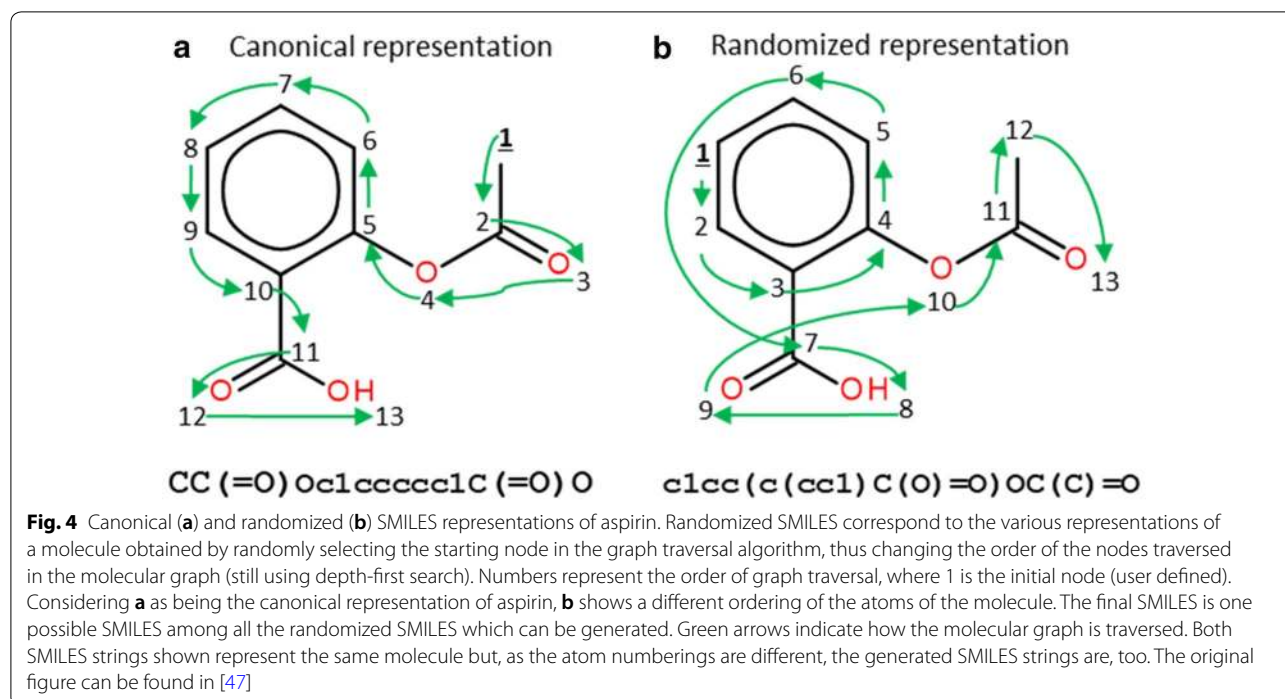 a Canonical representation
b Randomized representation
7
8
6
1
9
5
2
O
O
3
10
4
11
O
OH
12
13
6
5
12
1
2
4
11
3
O
O
10
13
7
O
OH
9
8
CC(=O)Oc1ccccc1C(=O)O
c1cc(c(cc1)C(O)=O)OC(C)=O
Fig. 4 Canonical (a) and randomized (b) SMILES representations of aspirin. Randomized SMILES correspond to the various representations of
a molecule obtained by randomly selecting the starting node in the graph traversal algorithm, thus changing the order of the nodes traversed
in the molecular graph (still using depth-first search). Numbers represent the order of graph traversal, where 1 is the initial node (user defined).
Considering a as being the canonical representation of aspirin, b shows a different ordering of the atoms of the molecule. The final SMILES is one
possible SMILES among all the randomized SMILES which can be generated. Green arrows indicate how the molecular graph is traversed. Both
SMILES strings shown represent the same molecule but, as the atom numberings are different, the generated SMILES strings are, too. The original
figure can be found in [47]